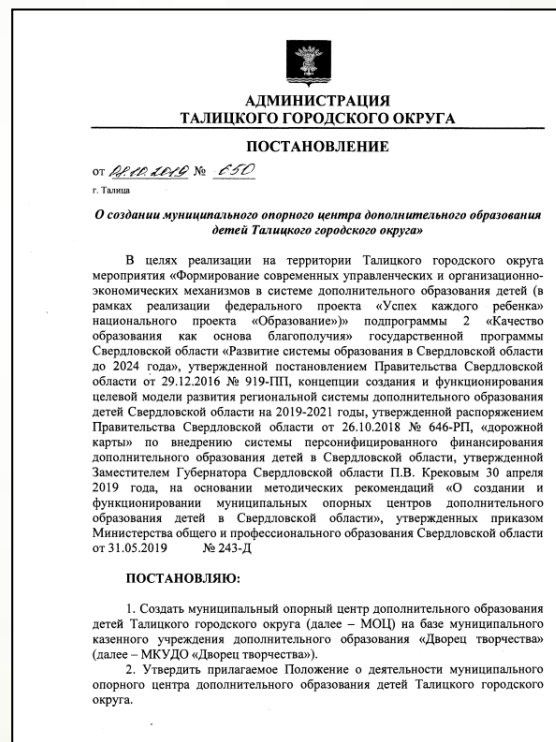 АДМИНИСТРАЦИЯ
ТАЛИЦКОГО ГОРОДСКОГО ОКРУГА
ПОСТАНОВЛЕНИЕ
от 08.10.2019 № 650
г. Талица
О создании муниципального опорного центра дополнительного образования
детей Талицкого городского округа»
В целях реализации на территории Талицкого городского округа
мероприятия «Формирование современных управленческих и организационно-
экономических механизмов в системе дополнительного образования детей (в
рамках реализации федерального проекта «Успех каждого ребенка»
национального проекта «Образование»)» подпрограммы 2 «Качество
образования как основа благополучия» государственной программы
Свердловской области «Развитие системы образования в Свердловской области
до 2024 года», утвержденной постановлением Правительства Свердловской
области от 29.12.2016 № 919-ПП, концепции создания и функционирования
целевой модели развития региональной системы дополнительного образования
детей Свердловской области на 2019-2021 годы, утвержденной распоряжением
Правительства Свердловской области от 26.10.2018 № 646-РП, «дорожной
карты» по внедрению системы персонифицированного финансирования
дополнительного образования детей в Свердловской области, утвержденной
Заместителем Губернатора Свердловской области П.В. Крековым 30 апреля
2019 года, на основании методических рекомендаций «О создании и
функционировании муниципальных опорных центров дополнительного
образования детей в Свердловской области», утвержденных приказом
Министерства общего и профессионального образования Свердловской области
от 31.05.2019 № 243-Д
ПОСТАНОВЛЯЮ:
1. Создать муниципальный опорный центр дополнительного образования
детей Талицкого городского округа (далее – МОЦ) на базе муниципального
казенного учреждения дополнительного образования «Дворец творчества»
(далее – МКУДО «Дворец творчества»).
2. Утвердить прилагаемое Положение о деятельности муниципального
опорного центра дополнительного образования детей Талицкого городского
округа.